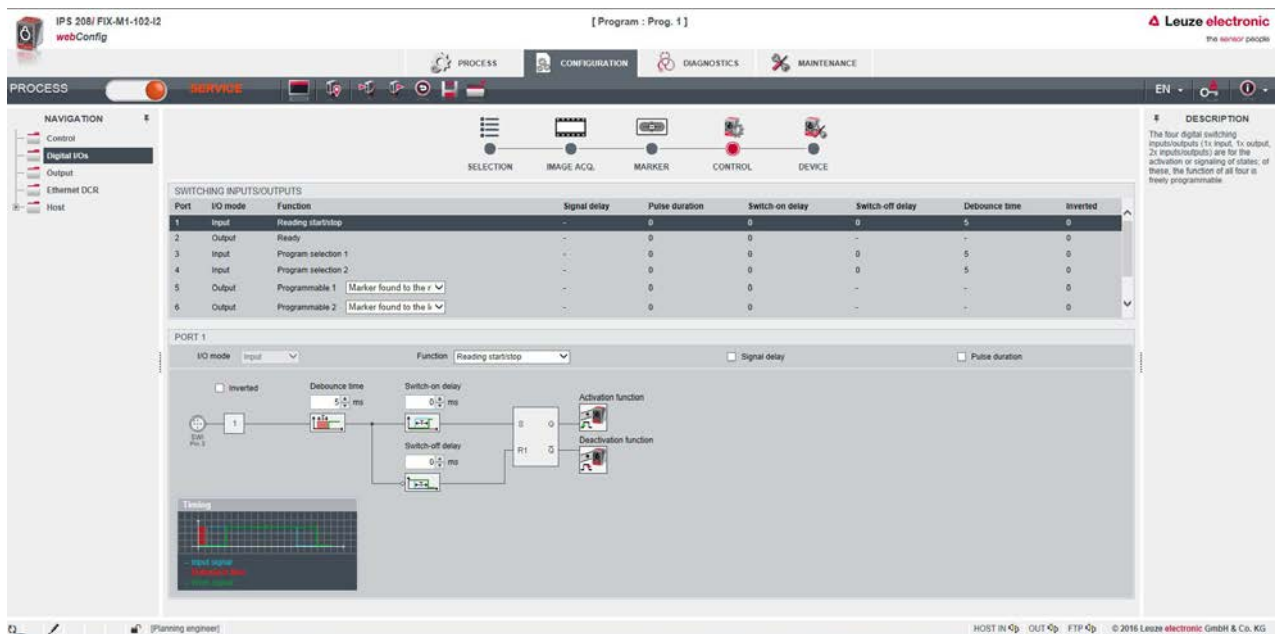 IPS 208i FIX-M1-102-I2
webConfig
[ Program : Prog. 1 ]
Leuze electronic
the sensor people
PROCESS
CONFIGURATION
DIAGNOSTICS
MAINTENANCE
PROCESS
SERVICE
EN
NAVIGATION
Control
Digital I/Os
Output
Ethernet DCR
Host
SELECTION
IMAGE ACQ.
MARKER
CONTROL
DEVICE
DESCRIPTION
The four digital switching
inputs/outputs (1x input, 1x output,
2x inputs/outputs) are for the
activation or signaling of states; of
these, the function of all four is
freely programmable.
SWITCHING INPUTS/OUTPUTS
Port I/O mode Function Signal delay Pulse duration Switch-on delay Switch-off delay Debounce time Inverted
1 Input Reading start/stop - 0 0 0 5 0
2 Output Ready - 0 0 - - 0
3 Input Program selection 1 - 0 0 0 5 0
4 Input Program selection 2 - 0 0 0 5 0
5 Output Programmable 1 Marker found to the r - 0 0 - - 0
6 Output Programmable 2 Marker found to the l - 0 0 - - 0
PORT 1
I/O mode Input Function Reading start/stop Signal delay Pulse duration
Inverted
Debounce time
5 ms
Switch-on delay
0 ms
Activation function
1
S Q
R1 Q
Switch-off delay
0 ms
Deactivation function
Timing
Input signal
[Planning engineer]
HOST IN OUT FTP © 2016 Leuze electronic GmbH & Co. KG